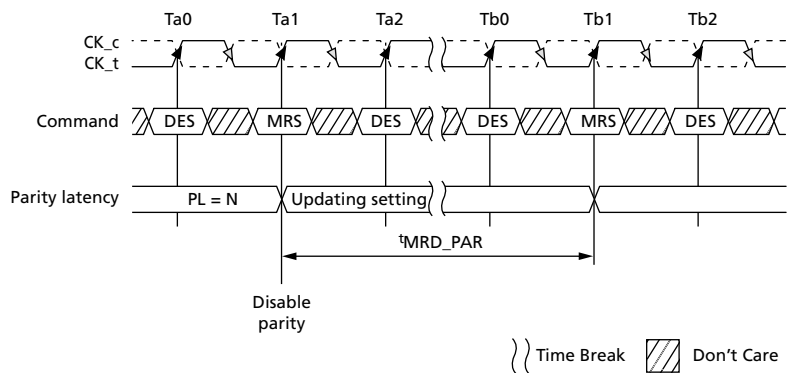 Ta0 Ta1 Ta2 Tb0 Tb1 Tb2
CK_c
CK_t
Command DES MRS DES DES MRS DES
Parity latency PL = N Updating setting
tMRD_PAR
Disable
parity
Time Break Don't Care